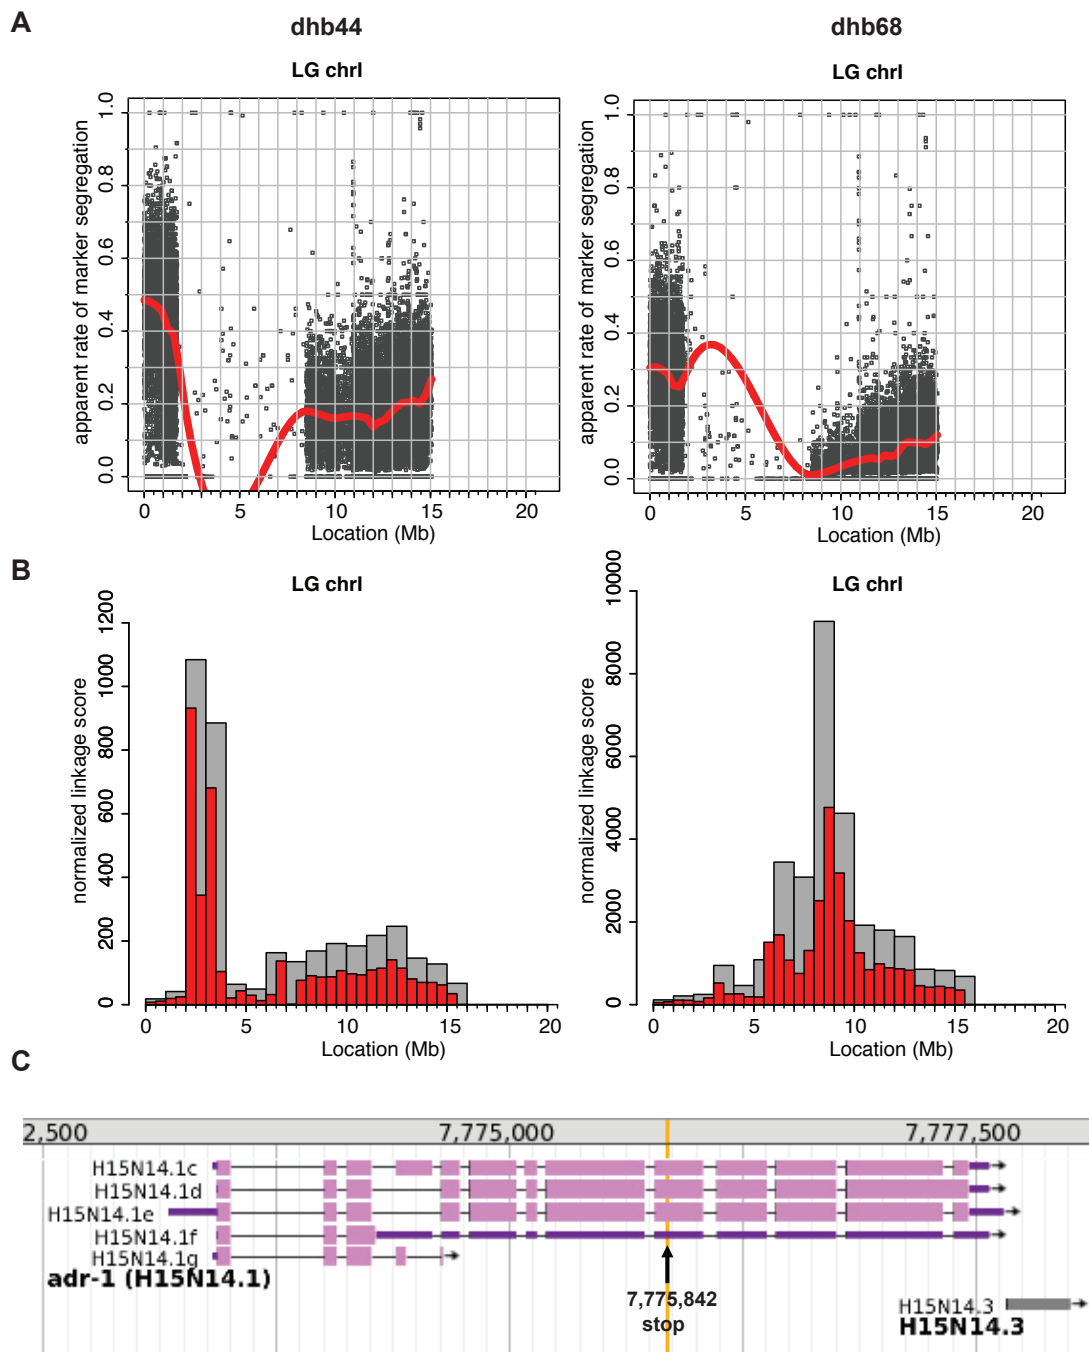 A
dhb44
dhb68
LG chrI
LG chrI
apparent rate of marker segregation
0.0 0.2 0.4 0.6 0.8 1.0
0 5 10 15 20
Location (Mb)
apparent rate of marker segregation
0.0 0.2 0.4 0.6 0.8 1.0
0 5 10 15 20
Location (Mb)
B
LG chrI
LG chrI
normalized linkage score
0 200 400 600 800 1000 1200
0 5 10 15 20
Location (Mb)
normalized linkage score
0 2000 4000 6000 8000 10000
0 5 10 15 20
Location (Mb)
C
2,500 7,775,000 7,777,500
H15N14.1c
H15N14.1d
H15N14.1e
H15N14.1f
H15N14.1g
adr-1 (H15N14.1)
7,775,842
stop
H15N14.3
H15N14.3